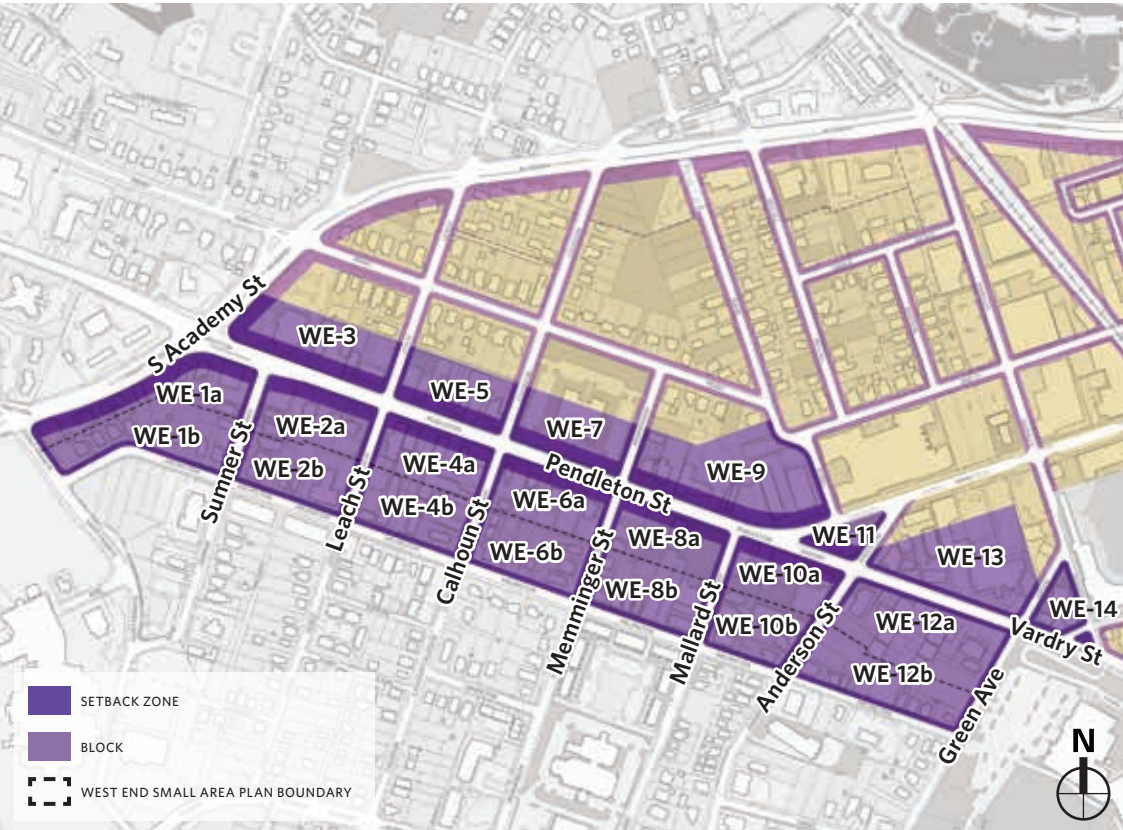 S Academy St
WE-3
WE-1a
WE 1b
WE-2a
WE 2b
WE-5
WE-4a
WE-4b
WE-7
WE-6a
WE-6b
WE-9
WE-8a
WE-8b
WE 11
WE-10a
WE 10b
WE-13
WE-12a
WE-12b
WE-14
Pendleton St
Sumner St
Leach St
Calhoun St
Memminger St
Mallard St
Anderson St
Green Ave
Vardry St
SETBACK ZONE
BLOCK
WEST END SMALL AREA PLAN BOUNDARY
N